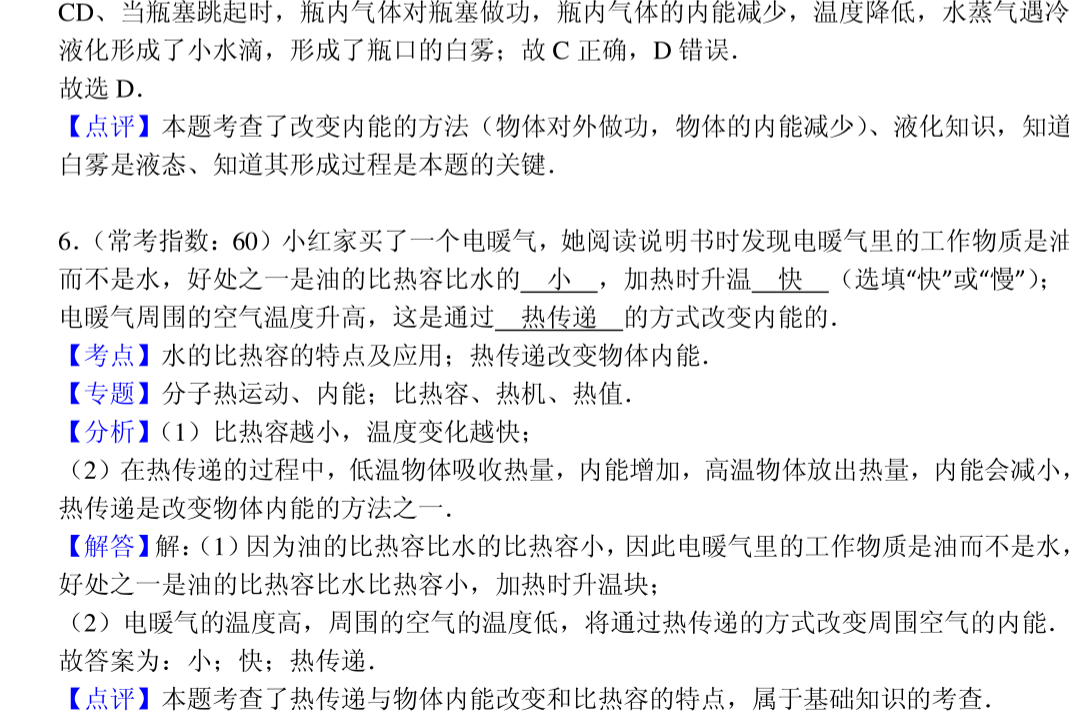 CD、当瓶塞跳起时，瓶内气体对瓶塞做功，瓶内气体的内能减少，温度降低，水蒸气遇冷
液化形成了小水滴，形成了瓶口的白雾；故 C 正确，D 错误．
故选 D．
【点评】本题考查了改变内能的方法（物体对外做功，物体的内能减少）、液化知识，知道
白雾是液态、知道其形成过程是本题的关键．
6．（常考指数：60）小红家买了一个电暖气，她阅读说明书时发现电暖气里的工作物质是油
而不是水，好处之一是油的比热容比水的 小 ，加热时升温 快 （选填“快”或“慢”）；
电暖气周围的空气温度升高，这是通过 热传递 的方式改变内能的．
【考点】水的比热容的特点及应用；热传递改变物体内能．
【专题】分子热运动、内能；比热容、热机、热值．
【分析】（1）比热容越小，温度变化越快；
（2）在热传递的过程中，低温物体吸收热量，内能增加，高温物体放出热量，内能会减小，
热传递是改变物体内能的方法之一．
【解答】解：（1）因为油的比热容比水的比热容小，因此电暖气里的工作物质是油而不是水，
好处之一是油的比热容比水比热容小，加热时升温块；
（2）电暖气的温度高，周围的空气的温度低，将通过热传递的方式改变周围空气的内能．
故答案为：小；快；热传递．
【点评】本题考查了热传递与物体内能改变和比热容的特点，属于基础知识的考查．